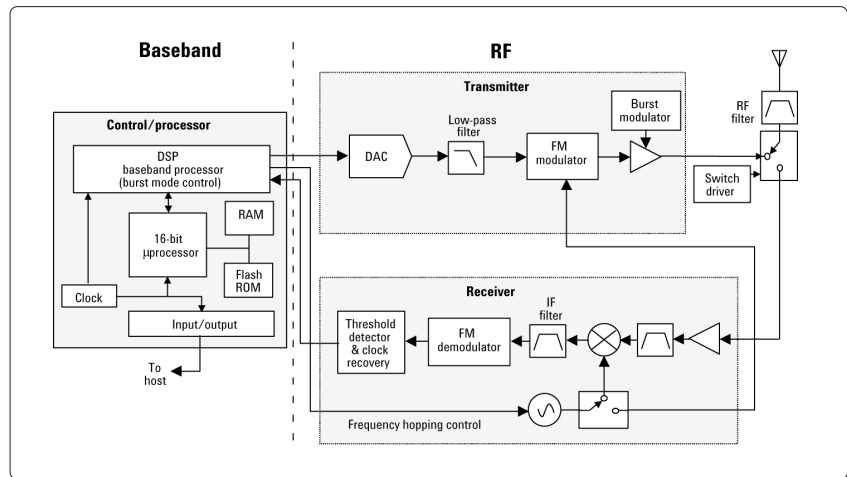 Baseband
RF
Transmitter
Burst
modulator
RF
filter
Control/processor
Low-pass
filter
DSP
baseband processor
(burst mode control)
DAC
FM
modulator
Switch
driver
RAM
16-bit
µprocessor
Flash
ROM
Clock
Input/output
To
host
Receiver
IF
filter
Threshold
detector
& clock
recovery
FM
demodulator
Frequency hopping control